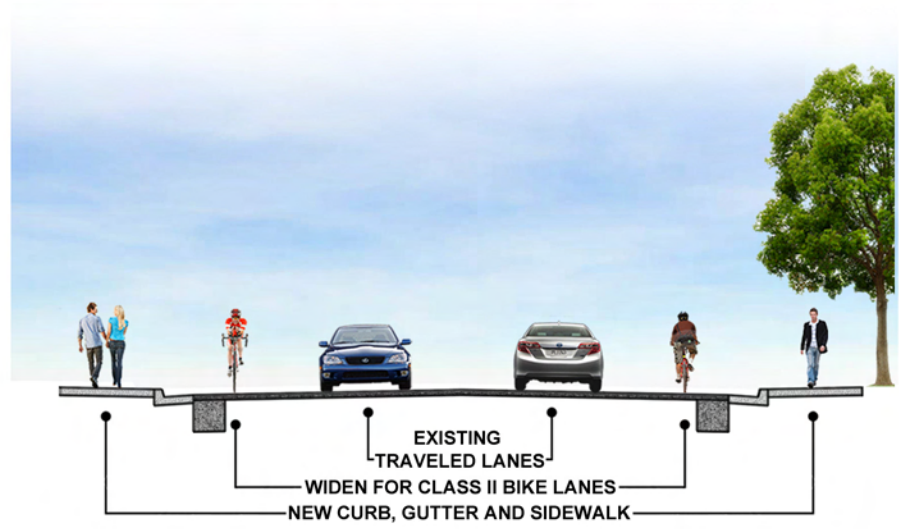 EXISTING
TRAVELED LANES
WIDEN FOR CLASS II BIKE LANES
NEW CURB, GUTTER AND SIDEWALK